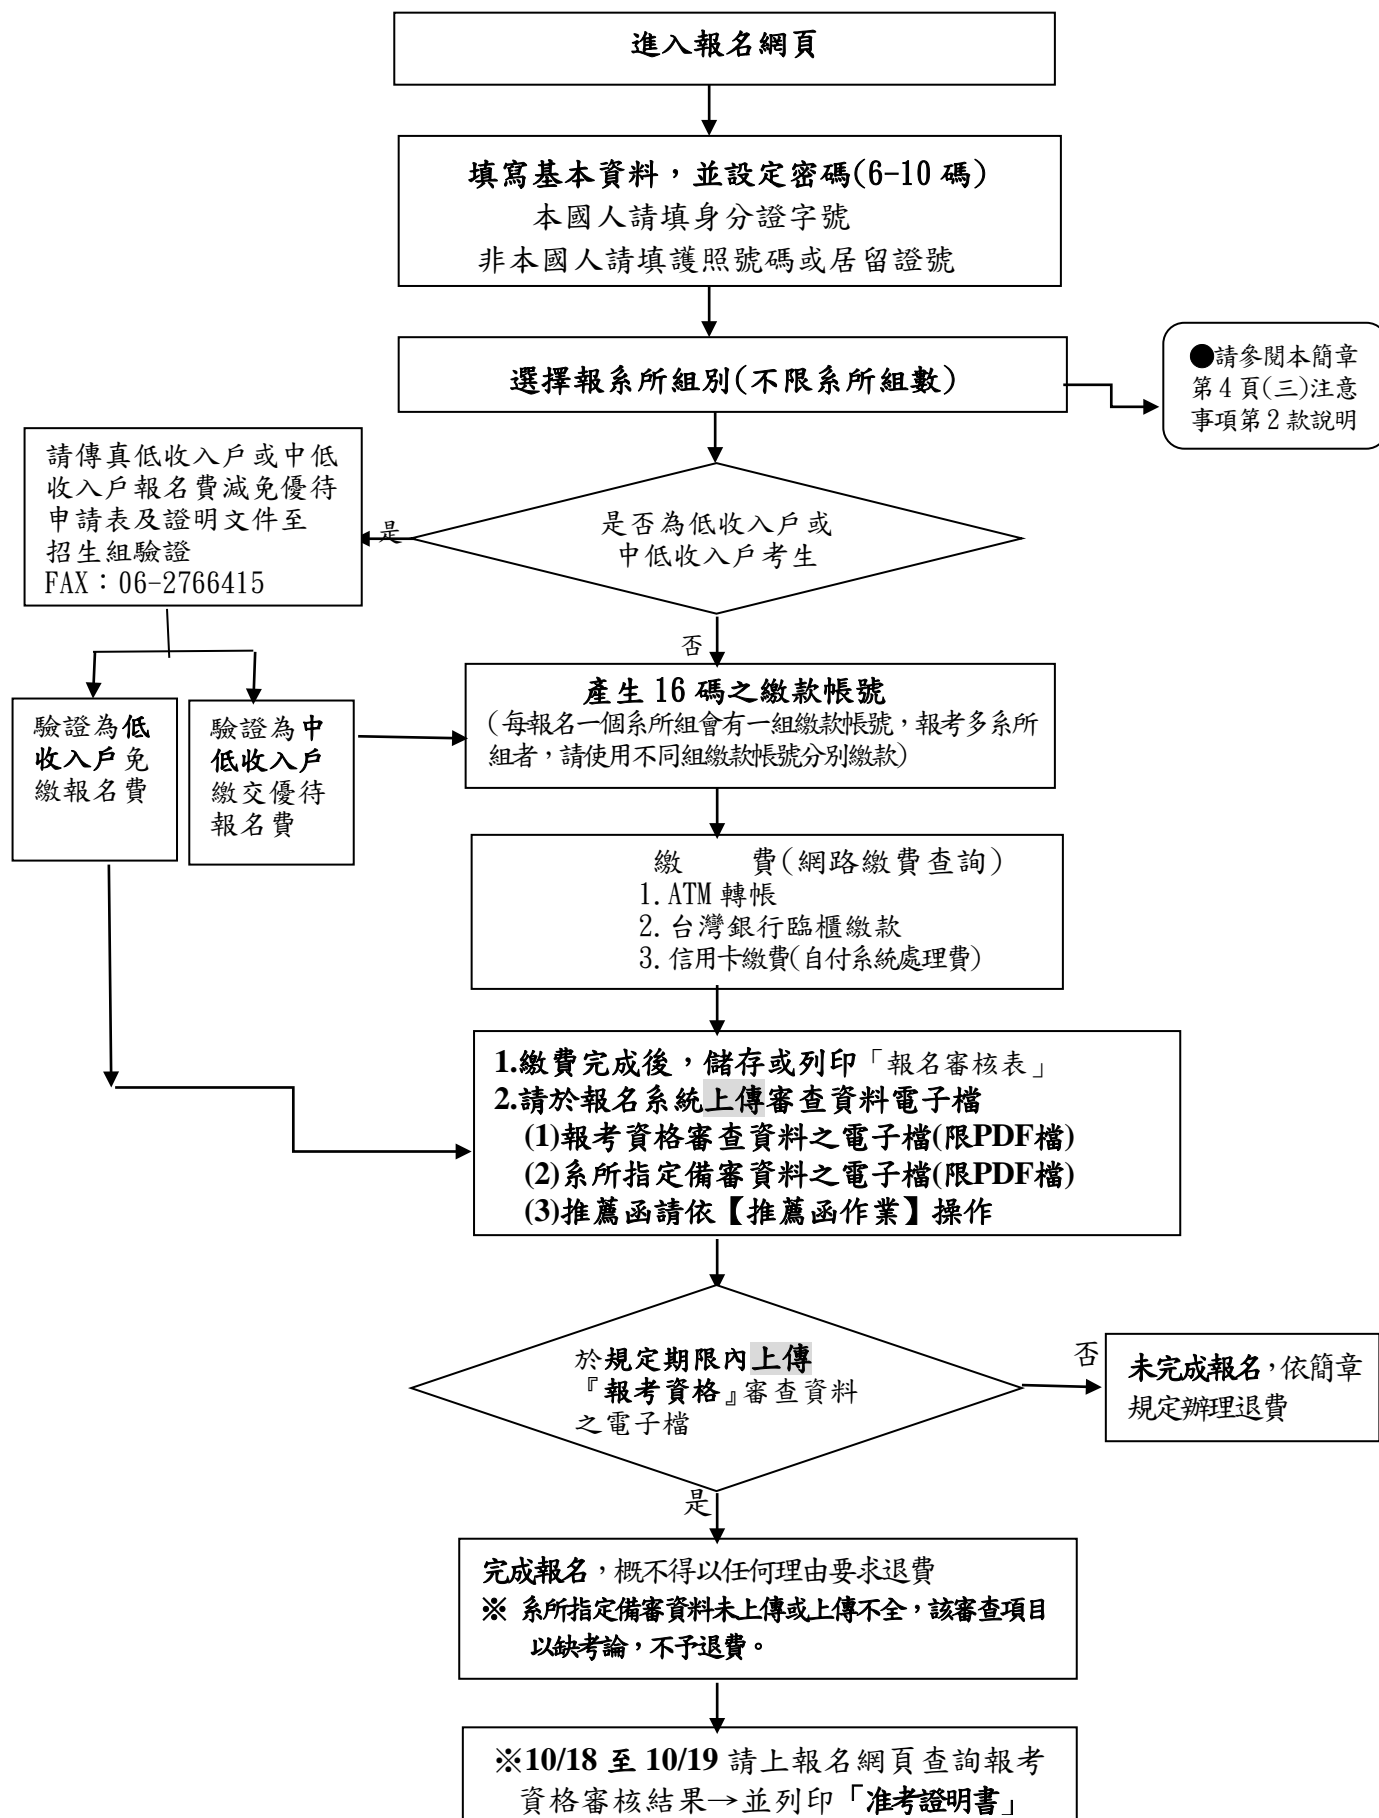 進入報名網頁
填寫基本資料，並設定密碼(6-10 碼)
本國人請填身分證字號
非本國人請填護照號碼或居留證號
選擇報系所組別(不限系所組數)
●請參閱本簡章
第 4 頁(三)注意
事項第 2 款說明
請傳真低收入戶或中低
收入戶報名費減免優待
申請表及證明文件至
招生組驗證
FAX：06-2766415
是
是否為低收入戶或
中低收入戶考生
否
產生 16 碼之繳款帳號
(每報名一個系所組會有一組繳款帳號，報考多系所
組者，請使用不同組繳款帳號分別繳款)
驗證為低
收入戶免
繳報名費
驗證為中
低收入戶
繳交優待
報名費
繳　　費(網路繳費查詢)
1. ATM 轉帳
2. 台灣銀行臨櫃繳款
3. 信用卡繳費(自付系統處理費)
1.繳費完成後，儲存或列印「報名審核表」
2.請於報名系統上傳審查資料電子檔
(1)報考資格審查資料之電子檔(限PDF檔)
(2)系所指定備審資料之電子檔(限PDF檔)
(3)推薦函請依【推薦函作業】操作
於規定期限內上傳
『報考資格』審查資料
之電子檔
否
未完成報名，依簡章
規定辦理退費
是
完成報名，概不得以任何理由要求退費
※ 系所指定備審資料未上傳或上傳不全，該審查項目
以缺考論，不予退費。
※10/18 至 10/19 請上報名網頁查詢報考
資格審核結果→並列印「准考證明書」